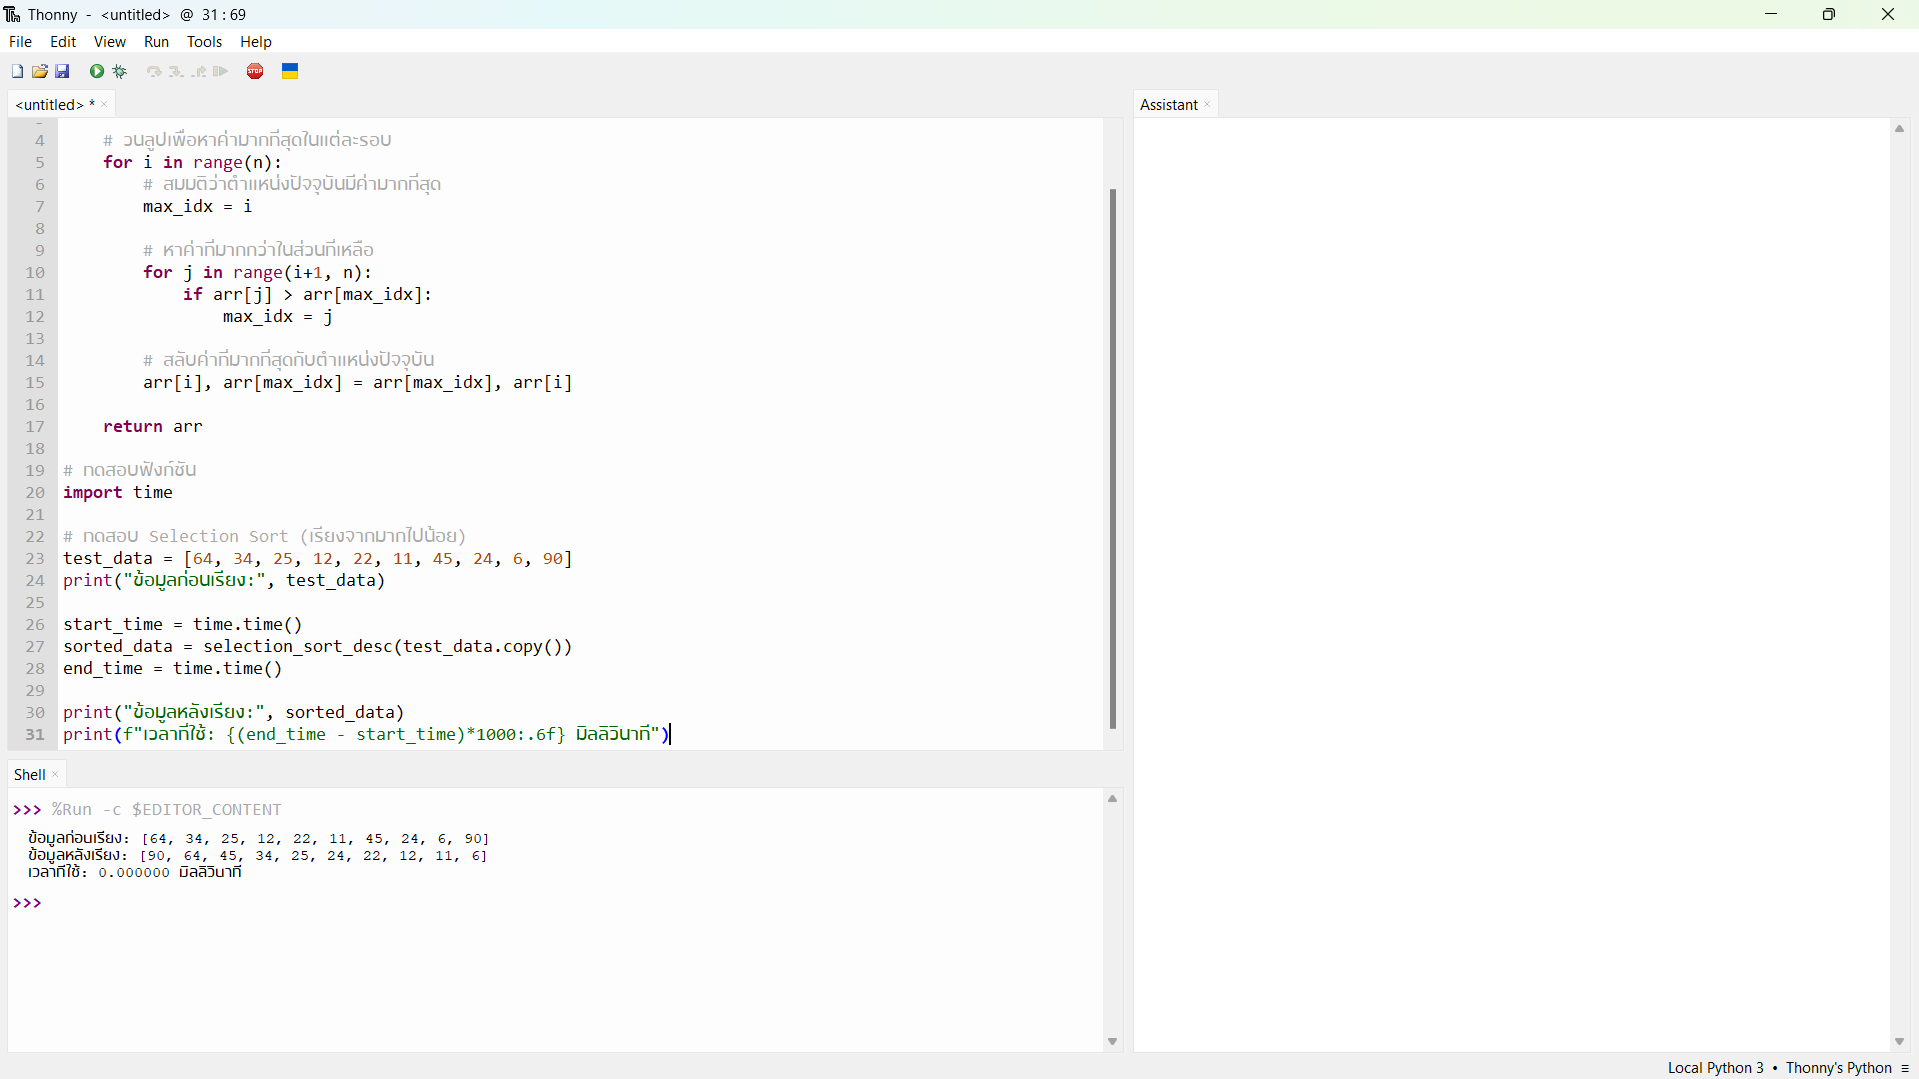 Thonny - <untitled> @ 31 : 69
File Edit View Run Tools Help
STOP
<untitled> * ×
Assistant ×
4 # วนลูปเพื่อหาค่ามากที่สุดในแต่ละรอบ
5 for i in range(n):
6 # สมมติว่าตำแหน่งปัจจุบันมีค่ามากที่สุด
7 max_idx = i
8
9 # หาค่าที่มากกว่าในส่วนที่เหลือ
10 for j in range(i+1, n):
11 if arr[j] > arr[max_idx]:
12 max_idx = j
13
14 # สลับค่าที่มากที่สุดกับตำแหน่งปัจจุบัน
15 arr[i], arr[max_idx] = arr[max_idx], arr[i]
16
17 return arr
18
19 # ทดสอบฟังก์ชัน
20 import time
21
22 # ทดสอบ Selection Sort (เรียงจากมากไปน้อย)
23 test_data = [64, 34, 25, 12, 22, 11, 45, 24, 6, 90]
24 print("ข้อมูลก่อนเรียง:", test_data)
25
26 start_time = time.time()
27 sorted_data = selection_sort_desc(test_data.copy())
28 end_time = time.time()
29
30 print("ข้อมูลหลังเรียง:", sorted_data)
31 print(f"เวลาที่ใช้: {(end_time - start_time)*1000:.6f} มิลลิวินาที")
Shell ×
>>> %Run -c $EDITOR_CONTENT
ข้อมูลก่อนเรียง: [64, 34, 25, 12, 22, 11, 45, 24, 6, 90]
ข้อมูลหลังเรียง: [90, 64, 45, 34, 25, 24, 22, 12, 11, 6]
เวลาที่ใช้: 0.000000 มิลลิวินาที
>>>
Local Python 3 • Thonny's Python ≡